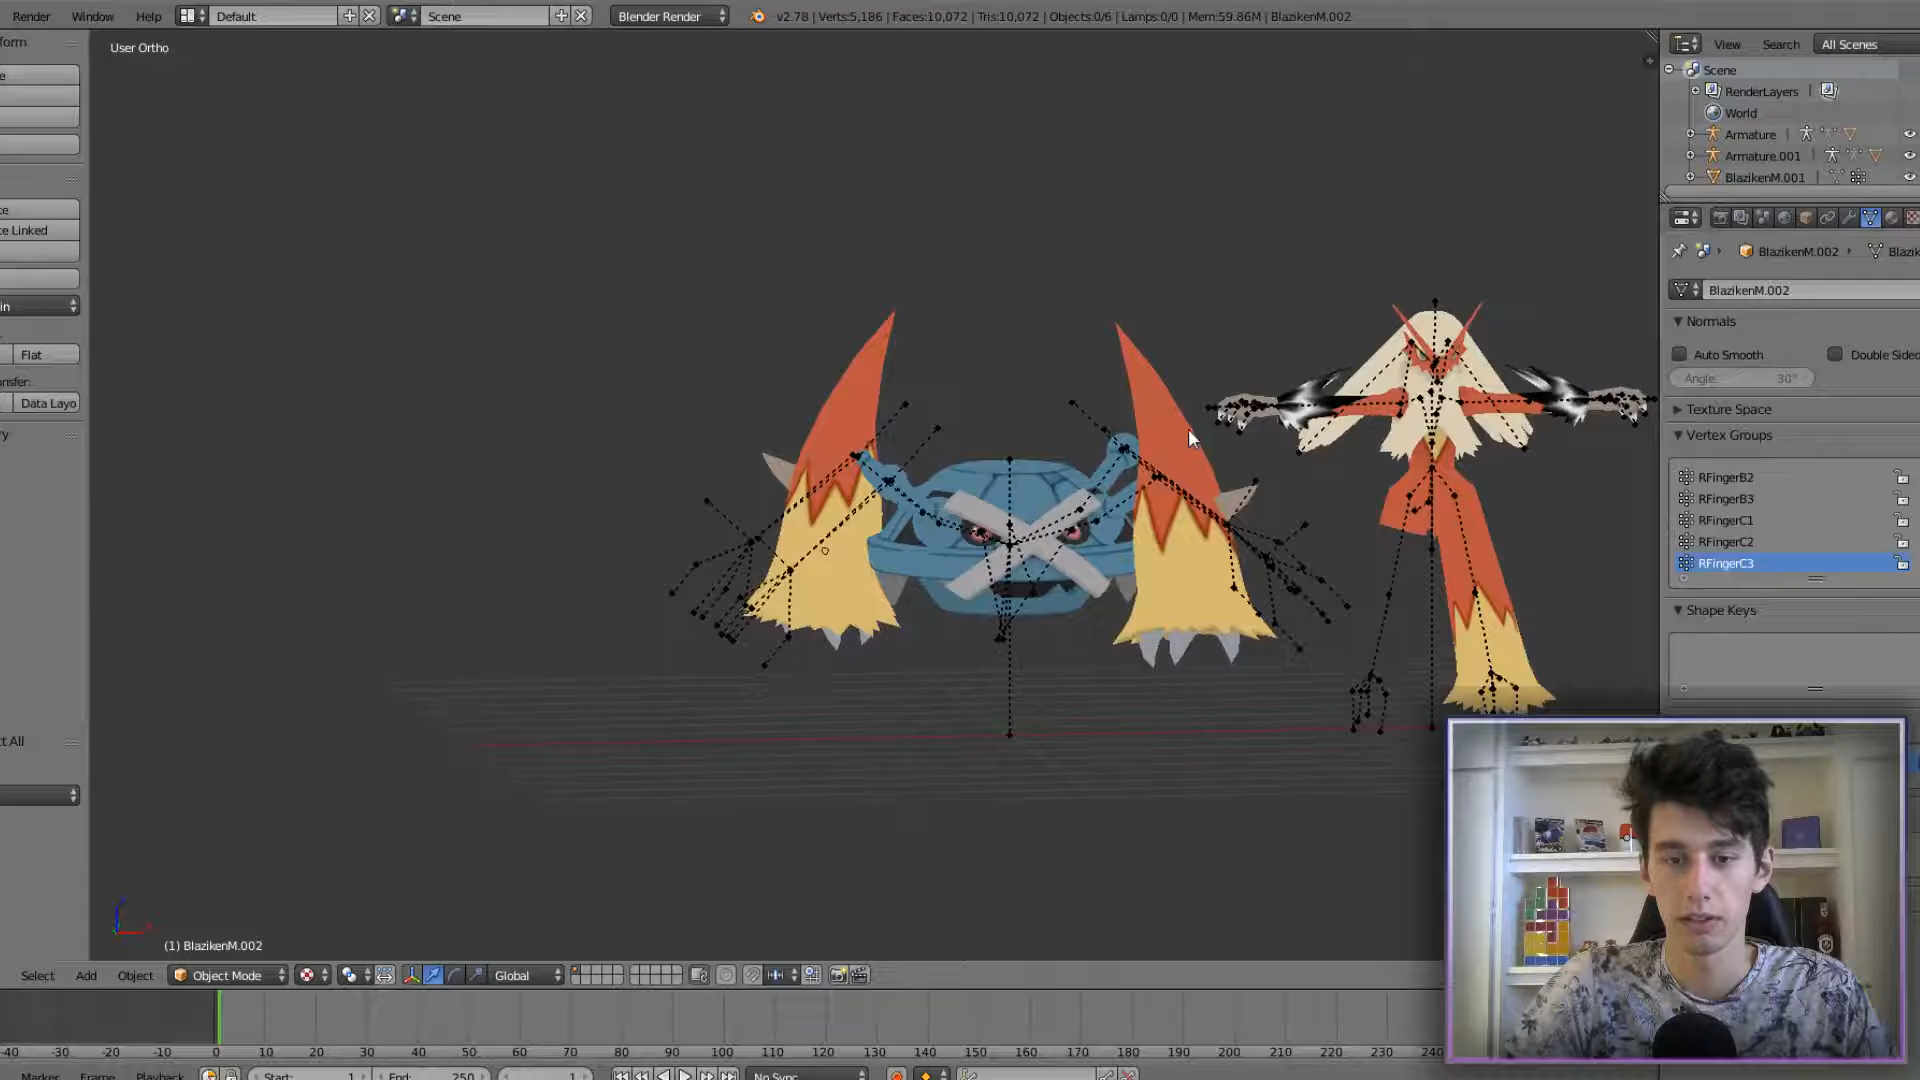 Render Window Help Default Scene Blender Render v2.78 | Verts:5,186 | Faces:10,072 | Tris:10,072 | Objects:0/6 | Lamps:0/0 | Mem:59.86M | BlazikenM.002
User Ortho
View Search All Scenes
Scene
RenderLayers
World
Armature
Armature.001
BlazikenM.001
BlazikenM.002
BlazikenM.002
Normals
Auto Smooth Double Sided
Angle: 30°
Texture Space
Vertex Groups
RFingerB2
RFingerB3
RFingerC1
RFingerC2
RFingerC3
Shape Keys
Flat
Data Layo
(1) BlazikenM.002
Select Add Object Object Mode Global
-40 -30 -20 -10 0 10 20 30 40 50 60 70 80 90 100 110 120 130 140 150 160 170 180 190 200 210 220 230
Marker Frame Playback Start: 1 End: 250 1 No Sync